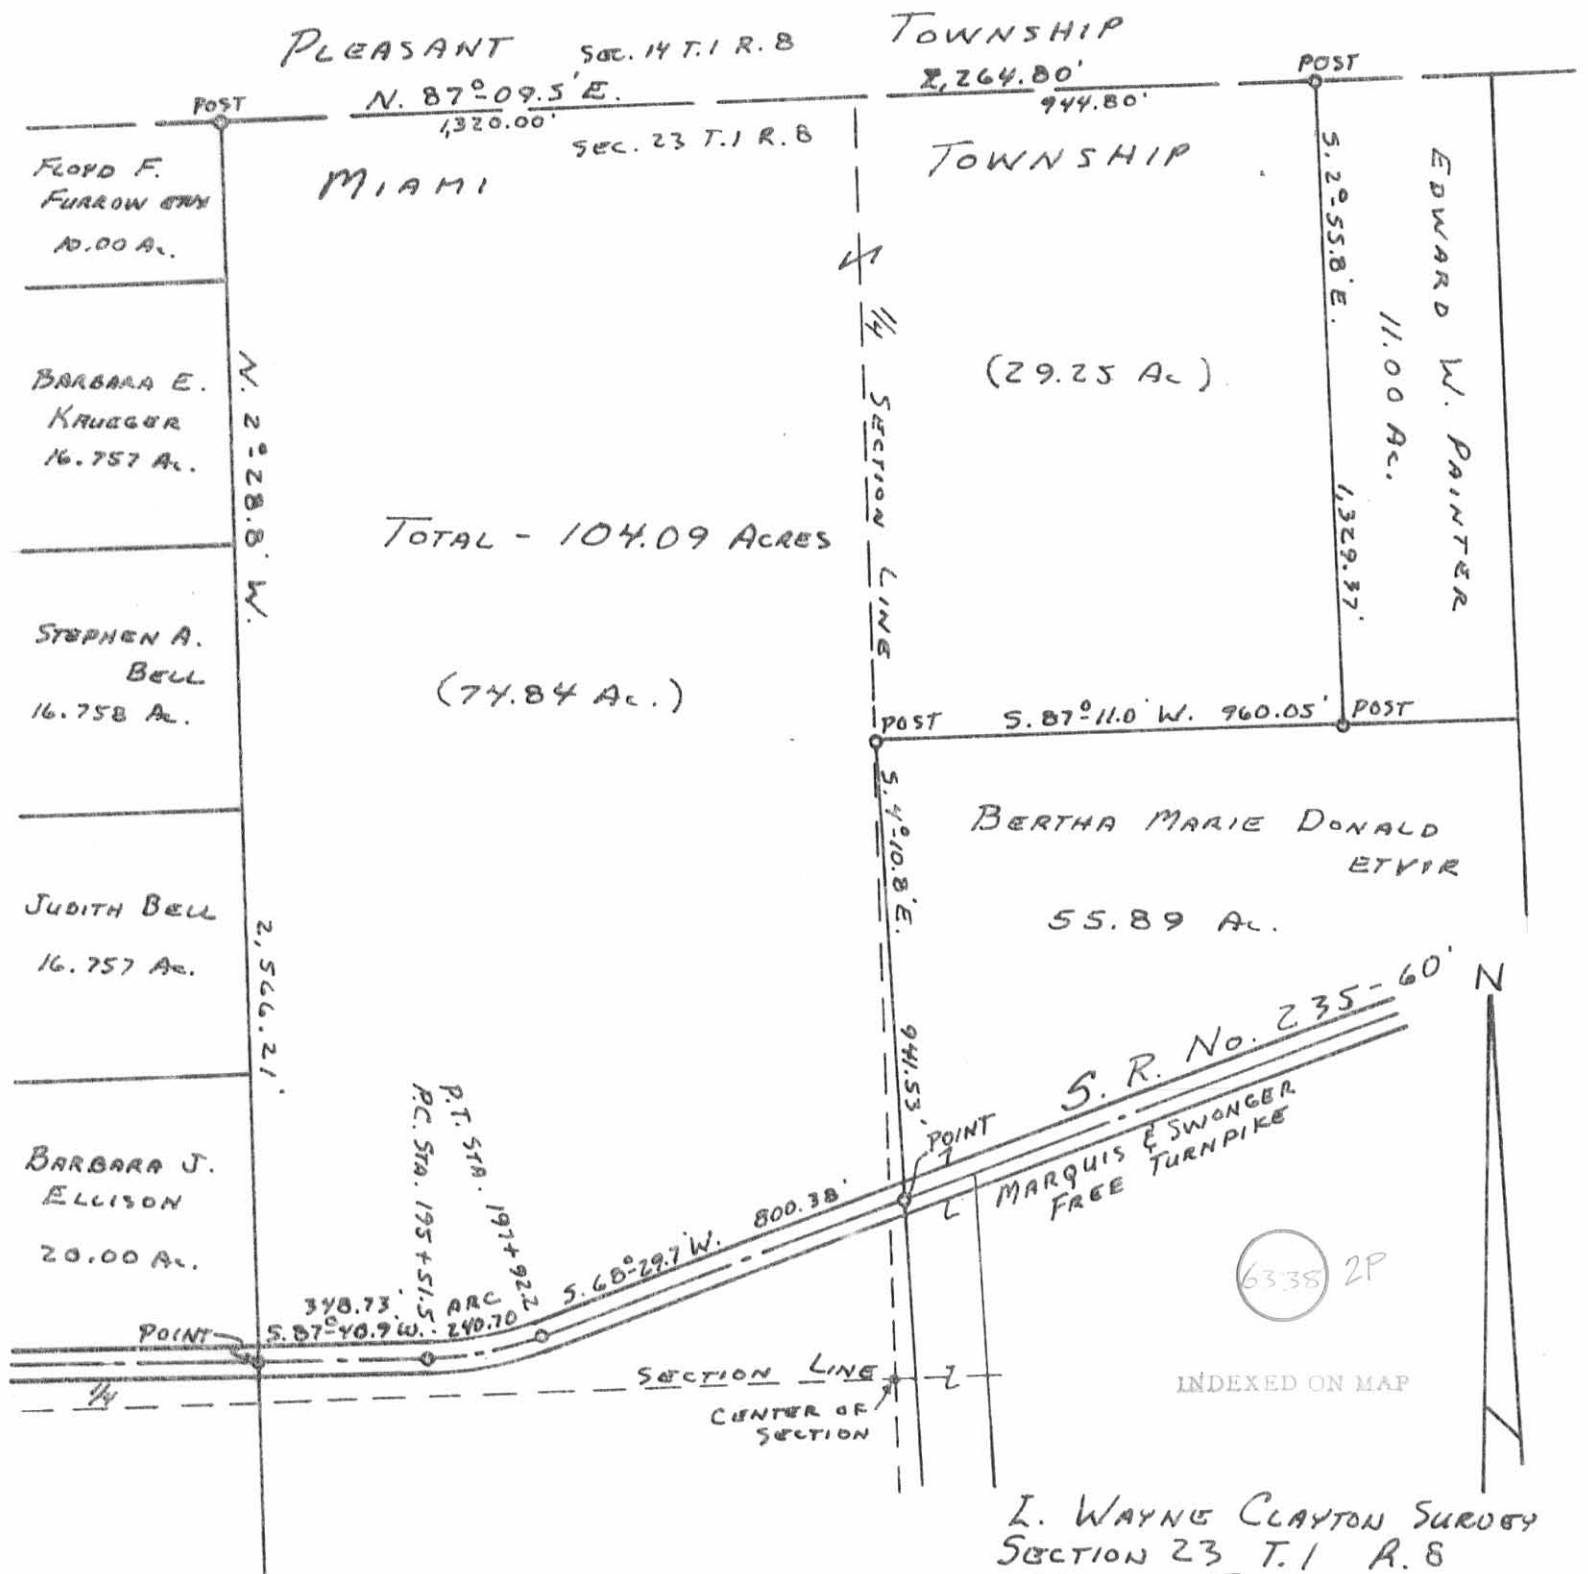 PLEASANT SEC. 14 T.1 R.8 TOWNSHIP
N. 87°-09.5' E. 2,264.80'
1,320.00' 944.80'
POST
POST
SEC. 23 T.1 R.8
MIAMI TOWNSHIP
FLOYD F.
FURROW
10.00 Ac.
BARBARA E.
KRUEGER
16.757 Ac.
STEPHEN A.
BELL
16.758 Ac.
JUDITH BELL
16.757 Ac.
BARBARA J.
ELLISON
20.00 Ac.
N. 2°-28.8' W.
2,566.21'
TOTAL - 104.09 ACRES
(74.84 Ac.)
1/4 SECTION LINE
(29.25 Ac)
S. 2°-55.8' E.
1,329.37'
EDWARD W. PAINTER
11.00 Ac.
POST S. 87°-11.0' W. 960.05' POST
S. 4°-10.8' E.
941.53'
BERTHA MARIE DONALD
ETVIR
55.89 Ac.
S. R. No. 235 - 60'
MARQUIS & SWONGER
FREE TURNPIKE
POINT
N
P.T. STA. 197+92.2
P.C. STA. 195+51.5
S. 68°-29.7' W. 800.38'
348.73' ARC
S. 87°-48.9' W. 240.70
POINT
1/4 SECTION LINE
CENTER OF
SECTION
6338 2P
INDEXED ON MAP
I. WAYNE CLAYTON SURVEY
SECTION 23 T.1 R.8